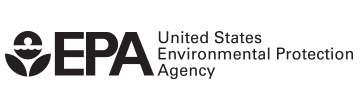 EPA
United States
Environmental Protection
Agency